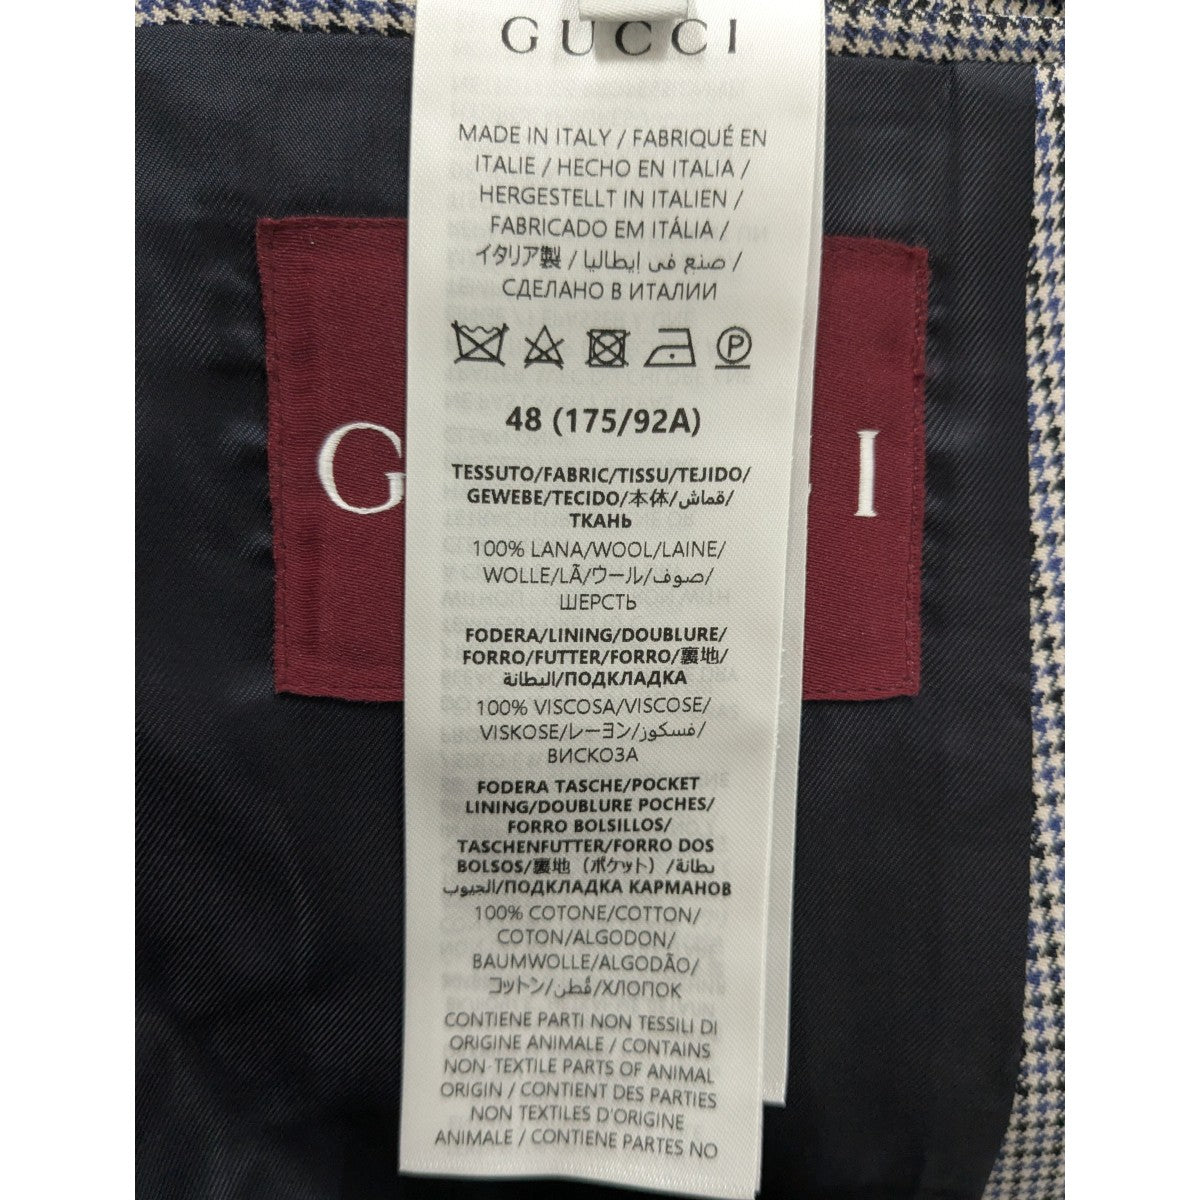 GUCCI
MADE IN ITALY / FABRIQUÉ EN
ITALIE / HECHO EN ITALIA /
HERGESTELLT IN ITALIEN /
FABRICADO EM ITÁLIA /
イタリア製 / صنع في إيطاليا /
СДЕЛАНО В ИТАЛИИ
P
48 (175/92A)
TESSUTO/FABRIC/TISSU/TEJIDO/
GEWEBE/TECIDO/本体/قماش/
ТКАНЬ
100% LANA/WOOL/LAINE/
WOLLE/LÃ/ウール/صوف/
ШЕРСТЬ
FODERA/LINING/DOUBLURE/
FORRO/FUTTER/FORRO/裏地/
البطانة/ПОДКЛАДКА
100% VISCOSA/VISCOSE/
VISKOSE/レーヨン/فسكوز/
ВИСКОЗА
FODERA TASCHE/POCKET
LINING/DOUBLURE POCHES/
FORRO BOLSILLOS/
TASCHENFUTTER/FORRO DOS
BOLSOS/裏地（ポケット）/بطانة
الجيوب/ПОДКЛАДКА КАРМАНОВ
100% COTONE/COTTON/
COTON/ALGODON/
BAUMWOLLE/ALGODÃO/
コットン/قطن/ХЛОПОК
CONTIENE PARTI NON TESSILI DI
ORIGINE ANIMALE / CONTAINS
NON-TEXTILE PARTS OF ANIMAL
ORIGIN / CONTIENT DES PARTIES
NON TEXTILES D'ORIGINE
ANIMALE / CONTIENE PARTES NO
G I